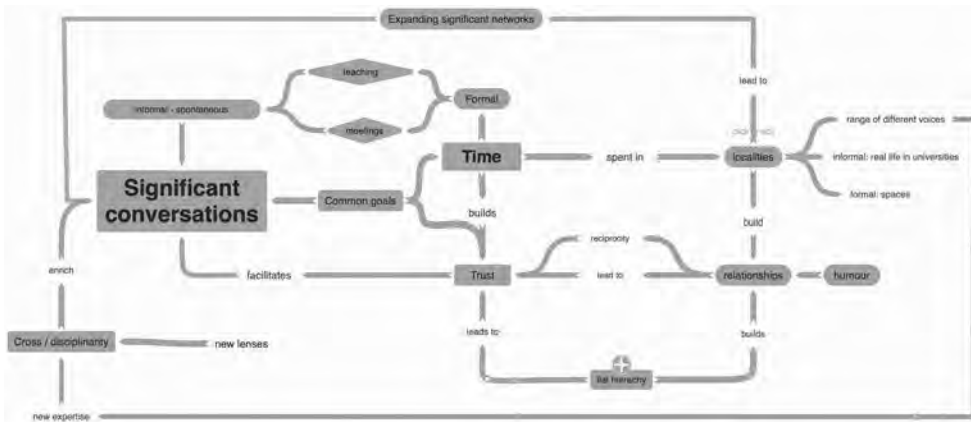 Expanding significant networks
teaching
lead to
Formal
informal - spontaneous
range of different voices
meetings
Time
spent in
localities
informal: real life in universities
Significant
conversations
Common goals
formal: spaces
builds
build
reciprocity
enrich
facilitates
Trust
lead to
relationships
humour
leads to
builds
Cross / disciplinarity
new lenses
flat hierarchy
new expertise